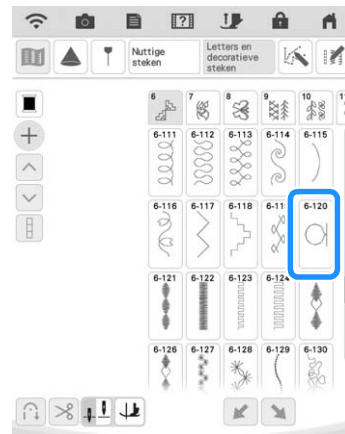 ?
Nuttige
steken
Letters en
decoratieve
steken
6 7 8 9 10
6-111 6-112 6-113 6-114 6-115
6-116 6-117 6-118 6-120
6-121 6-122 6-123 6-124
6-126 6-127 6-128 6-129 6-130